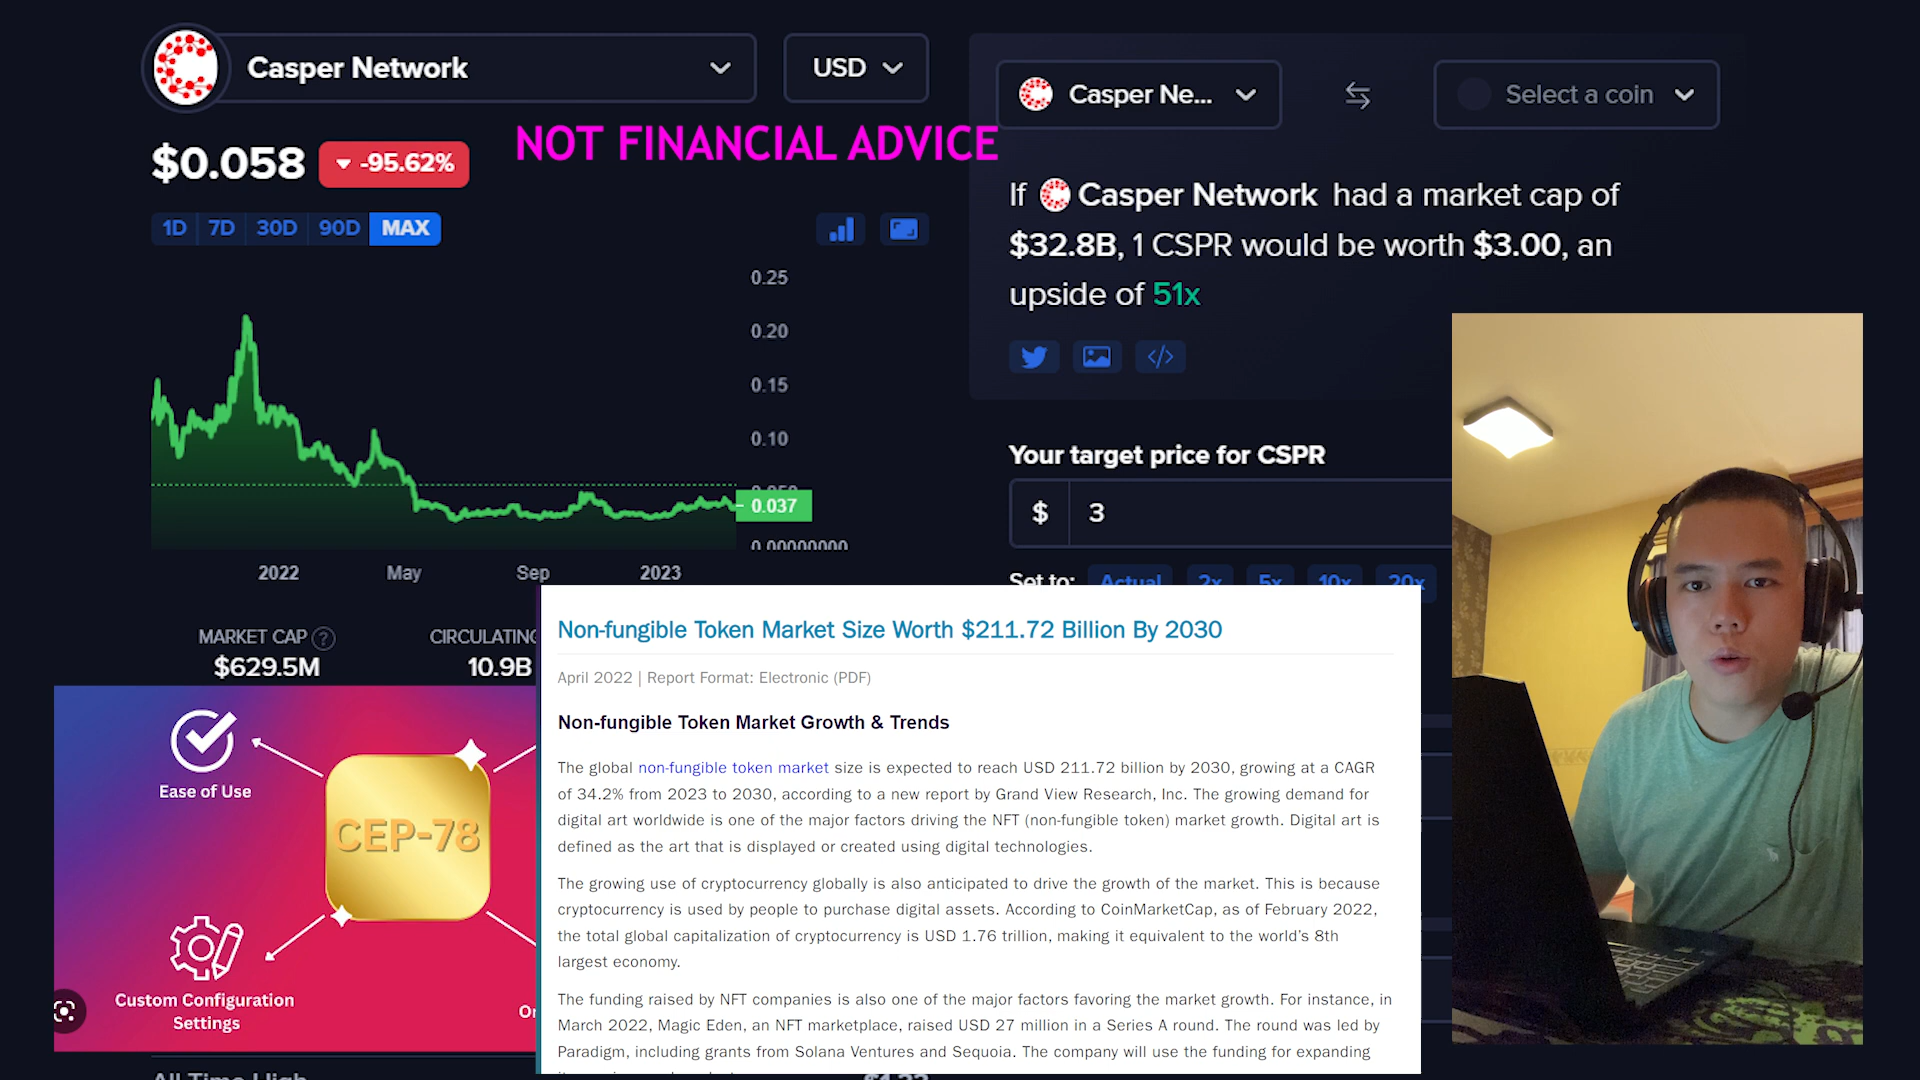 Casper Network
USD
Casper Ne...
Select a coin
NOT FINANCIAL ADVICE
$0.058
-95.62%
1D 7D 30D 90D MAX
If Casper Network had a market cap of
$32.8B, 1 CSPR would be worth $3.00, an
upside of 51x
0.25
0.20
0.15
0.10
0.037
0.00000000
2022 May Sep 2023
Your target price for CSPR
$ 3
Set to: Actual 2x 5x 10x 20x
MARKET CAP ?
$629.5M
CIRCULATING
10.9B
Ease of Use
CEP-78
Custom Configuration
Settings
Or
Non-fungible Token Market Size Worth $211.72 Billion By 2030
April 2022 | Report Format: Electronic (PDF)
Non-fungible Token Market Growth & Trends
The global non-fungible token market size is expected to reach USD 211.72 billion by 2030, growing at a CAGR
of 34.2% from 2023 to 2030, according to a new report by Grand View Research, Inc. The growing demand for
digital art worldwide is one of the major factors driving the NFT (non-fungible token) market growth. Digital art is
defined as the art that is displayed or created using digital technologies.
The growing use of cryptocurrency globally is also anticipated to drive the growth of the market. This is because
cryptocurrency is used by people to purchase digital assets. According to CoinMarketCap, as of February 2022,
the total global capitalization of cryptocurrency is USD 1.76 trillion, making it equivalent to the world's 8th
largest economy.
The funding raised by NFT companies is also one of the major factors favoring the market growth. For instance, in
March 2022, Magic Eden, an NFT marketplace, raised USD 27 million in a Series A round. The round was led by
Paradigm, including grants from Solana Ventures and Sequoia. The company will use the funding for expanding
All Time High